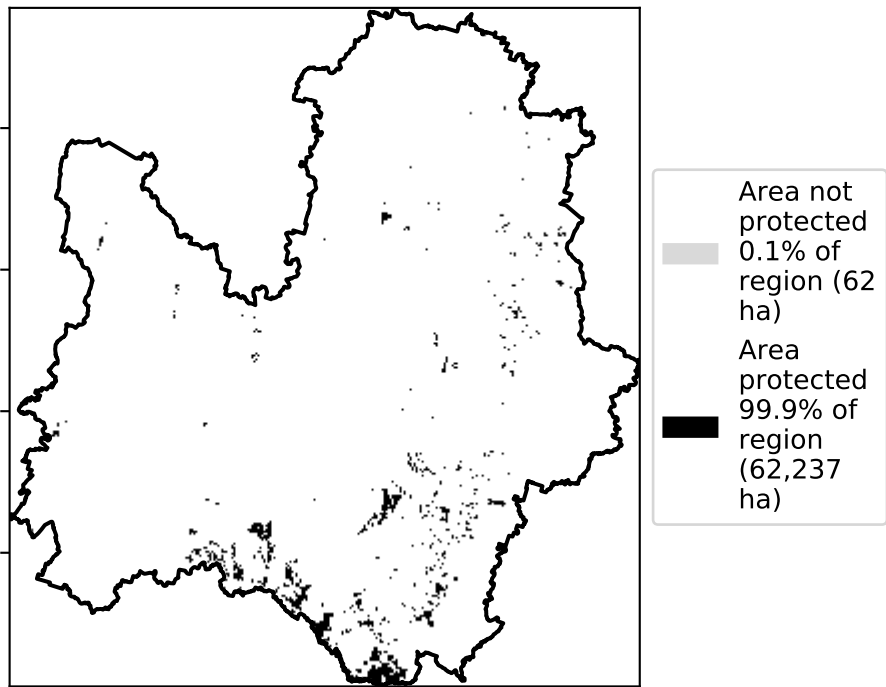 Area not
protected
0.1% of
region (62
ha)
Area
protected
99.9% of
region
(62,237
ha)